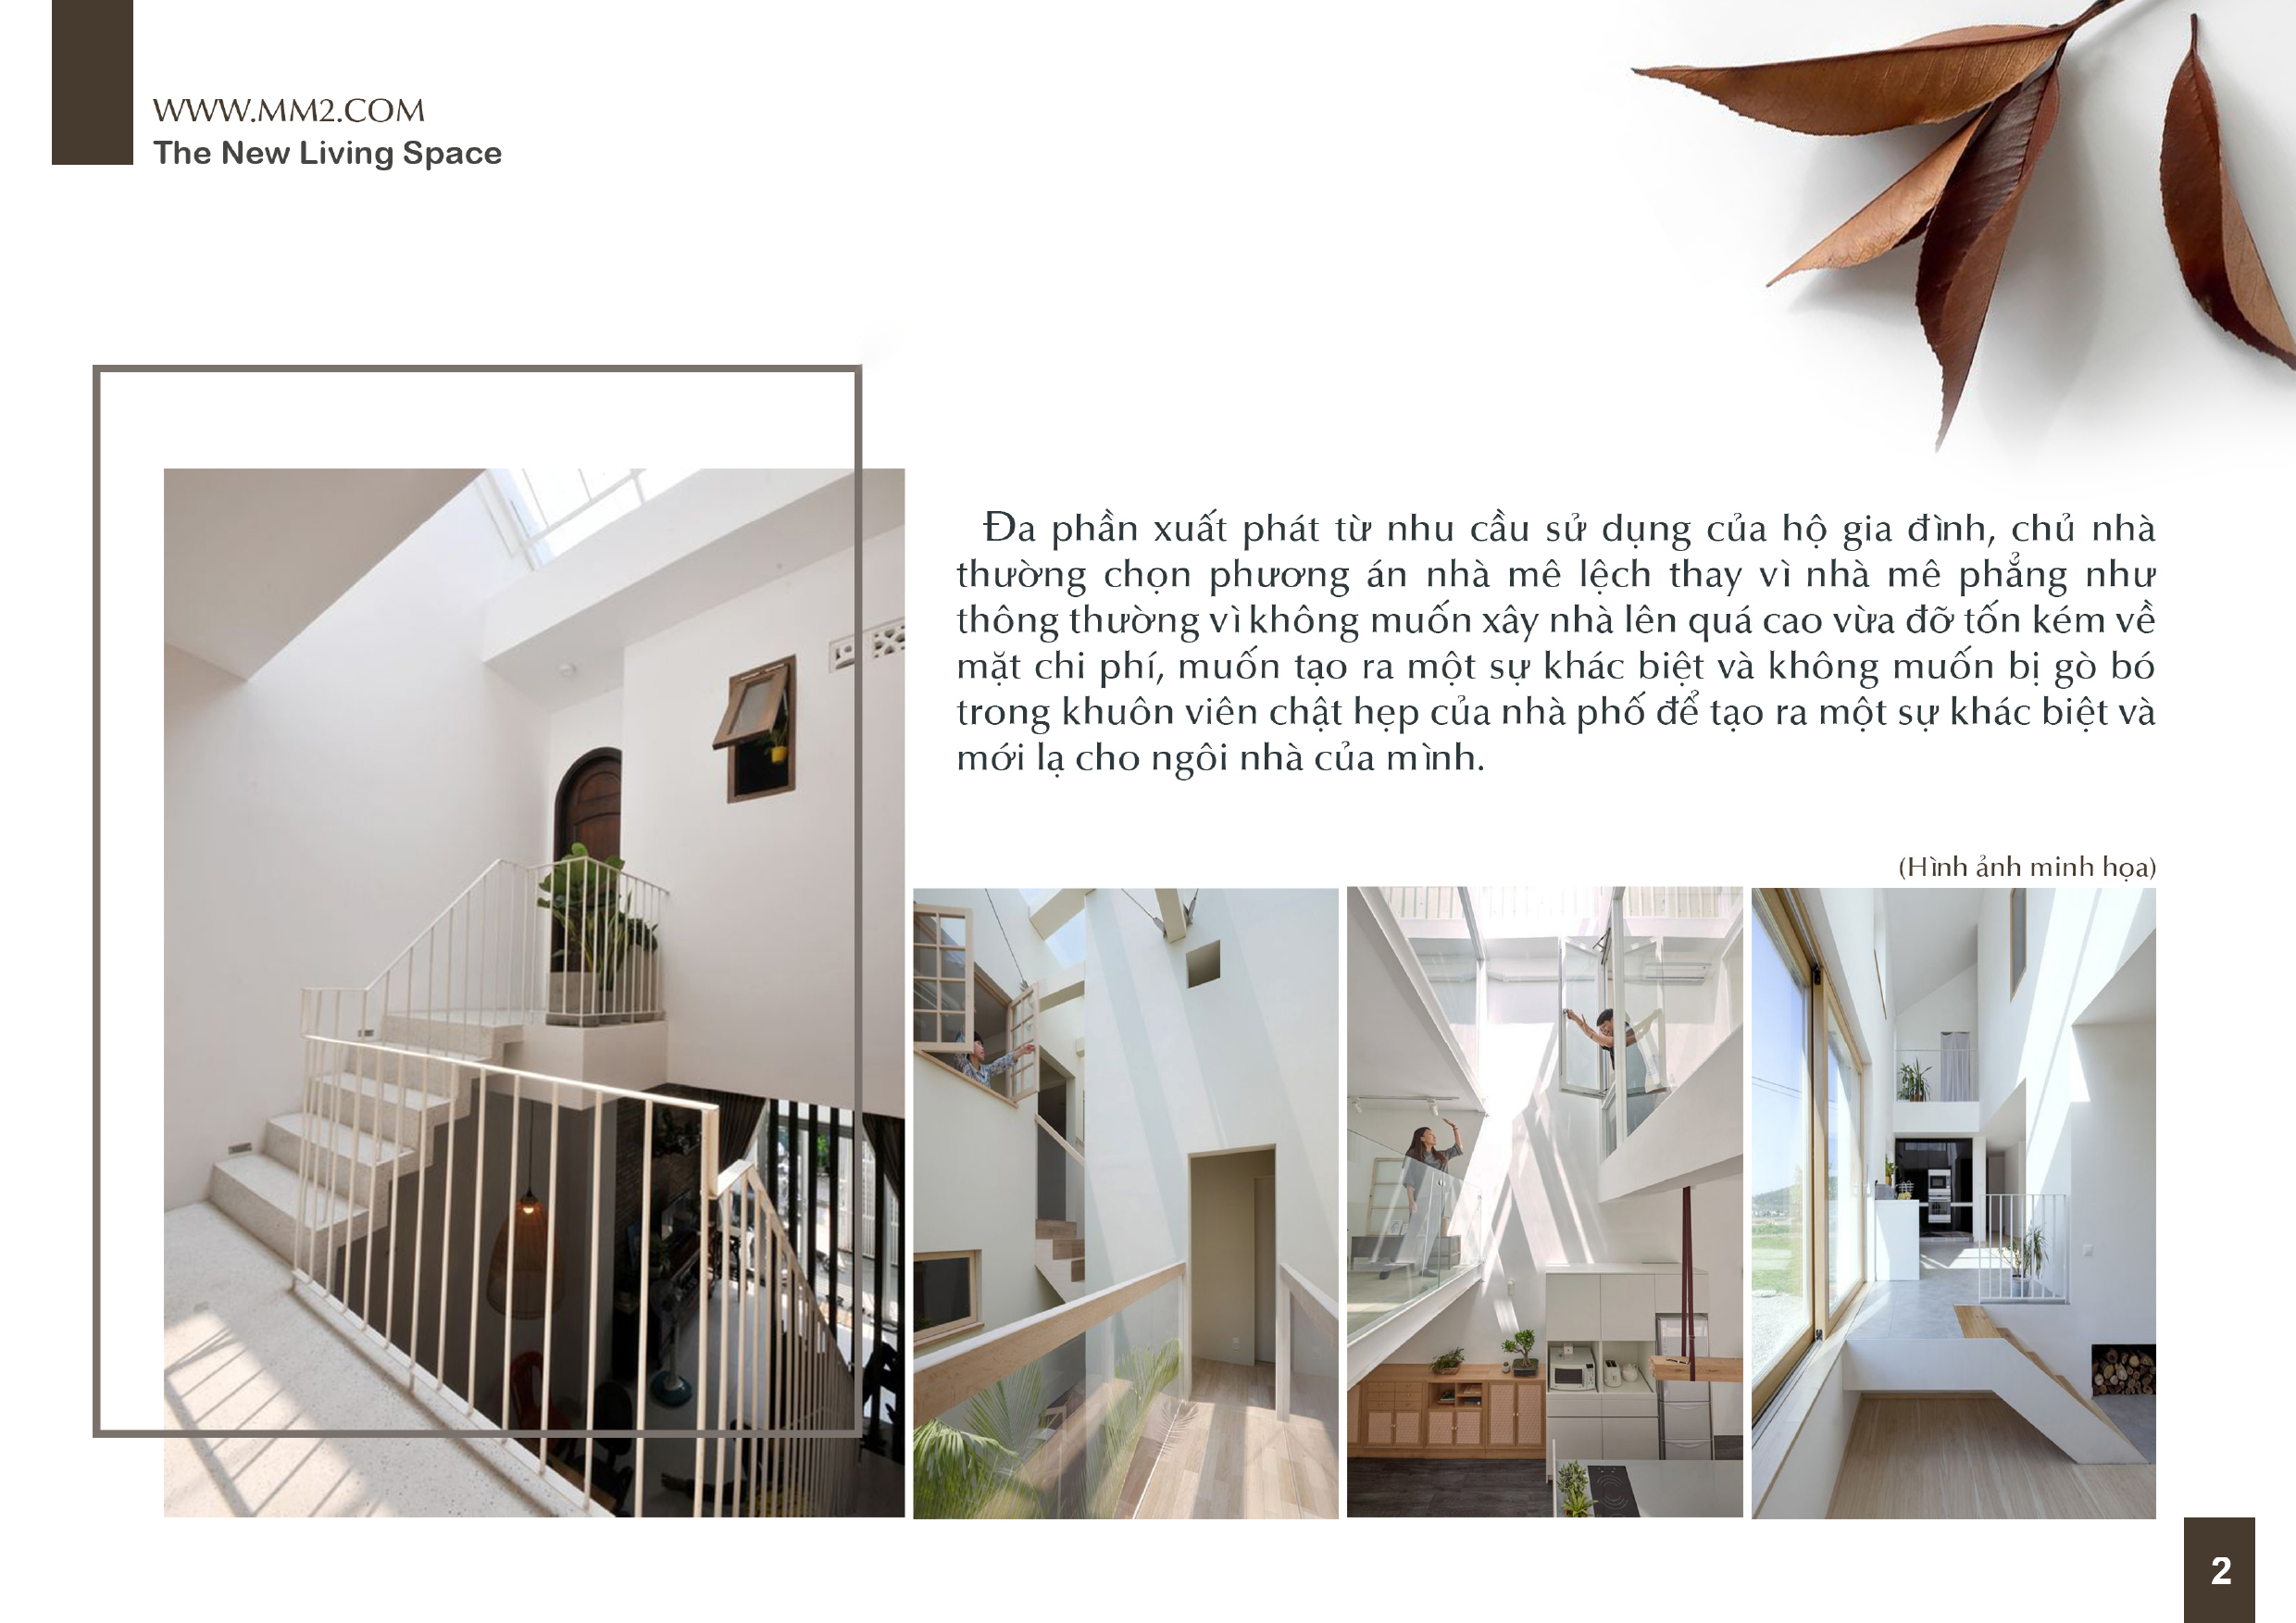 WWW.MM2.COM
The New Living Space
Đa phần xuất phát từ nhu cầu sử dụng của hộ gia đình, chủ nhà
thường chọn phương án nhà mê lệch thay vì nhà mê phẳng như
thông thường vì không muốn xây nhà lên quá cao vừa đỡ tốn kém về
mặt chi phí, muốn tạo ra một sự khác biệt và không muốn bị gò bó
trong khuôn viên chật hẹp của nhà phố để tạo ra một sự khác biệt và
mới lạ cho ngôi nhà của mình.
(Hình ảnh minh họa)
2